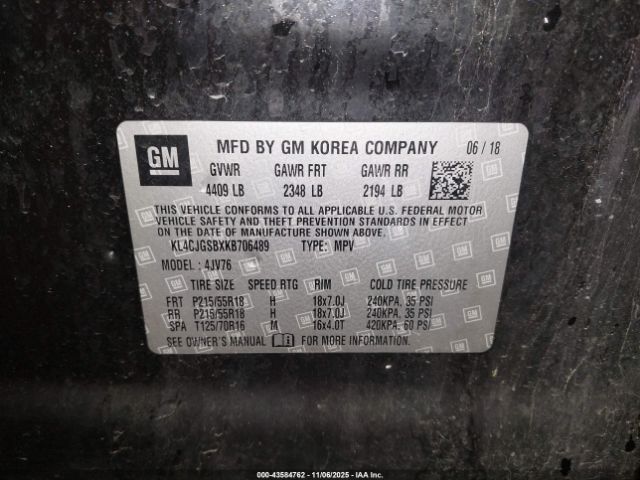 GM
MFD BY GM KOREA COMPANY 06 / 18
GVWR GAWR FRT GAWR RR
4409 LB 2348 LB 2194 LB
THIS VEHICLE CONFORMS TO ALL APPLICABLE U.S. FEDERAL MOTOR
VEHICLE SAFETY AND THEFT PREVENTION STANDARDS IN EFFECT
ON THE DATE OF MANUFACTURE SHOWN ABOVE.
KL4CJGSBXKB706489 TYPE: MPV
MODEL: 4JV76
TIRE SIZE SPEED RTG RIM COLD TIRE PRESSURE
FRT P215/55R18 H 18x7.0J 240KPA, 35 PSI
RR P215/55R18 H 18x7.0J 240KPA, 35 PSI
SPA T125/70R16 M 16x4.0T 420KPA, 60 PSI
SEE OWNER'S MANUAL FOR MORE INFORMATION.
000-43584762 - 11/06/2025 - IAA Inc.